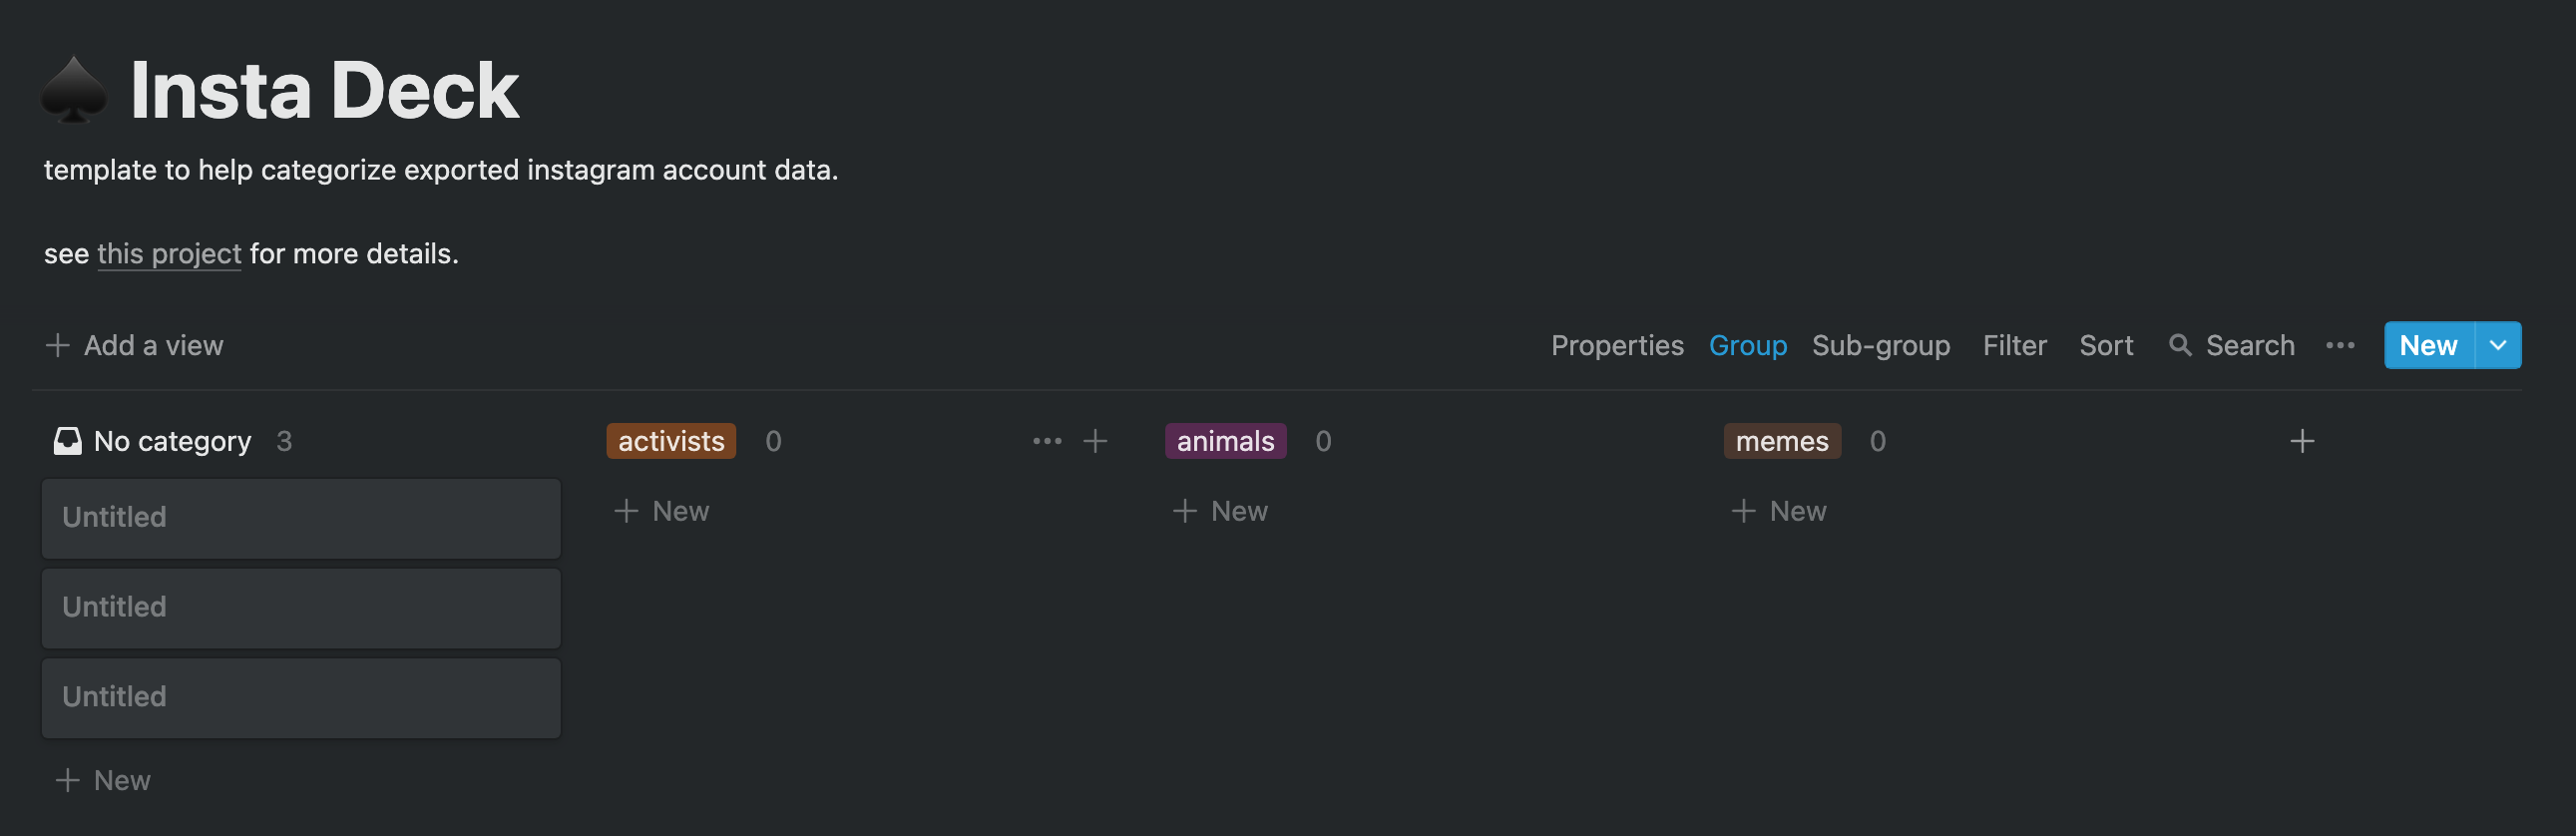 Insta Deck
template to help categorize exported instagram account data.
see this project for more details.
Add a view
Properties Group Sub-group Filter Sort Search New
No category 3 activists 0 animals 0 memes 0
Untitled
New New New
Untitled
Untitled
New